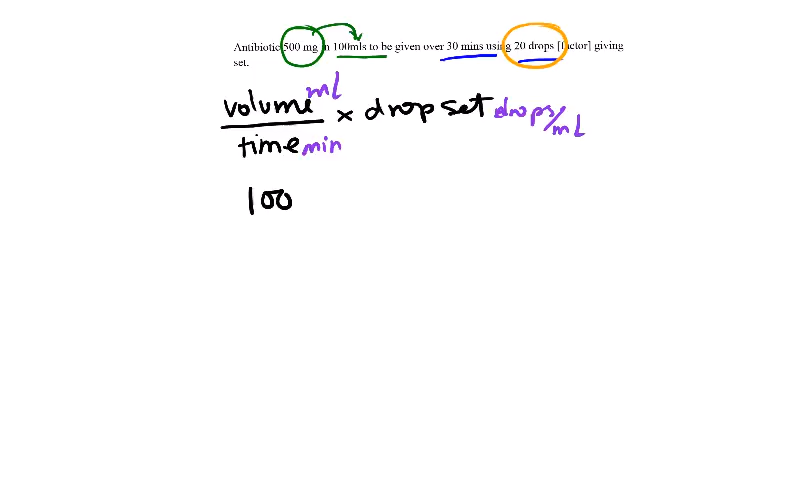 Antibiotic 500 mg in 100mls to be given over 30 mins using 20 drops [factor] giving
set.
volume ml
× drop set drops/mL
time min
100